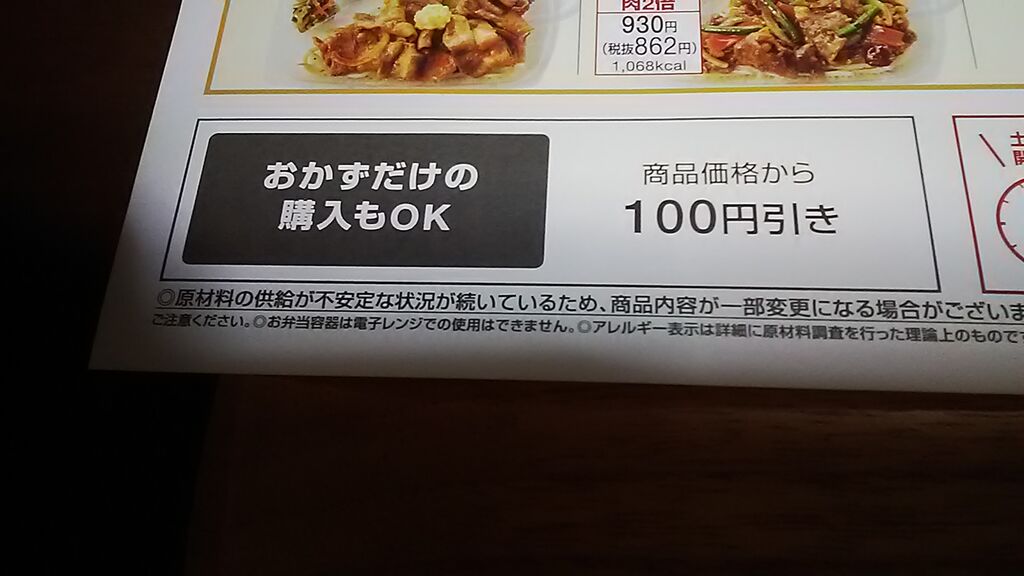 肉2倍
930円
(税抜862円)
1,068kcal
おかずだけの
購入もOK
商品価格から
100円引き
◎原材料の供給が不安定な状況が続いているため、商品内容が一部変更になる場合がございま
ご注意ください。◎お弁当容器は電子レンジでの使用はできません。◎アレルギー表示は詳細に原材料調査を行った理論上のものです
土
開